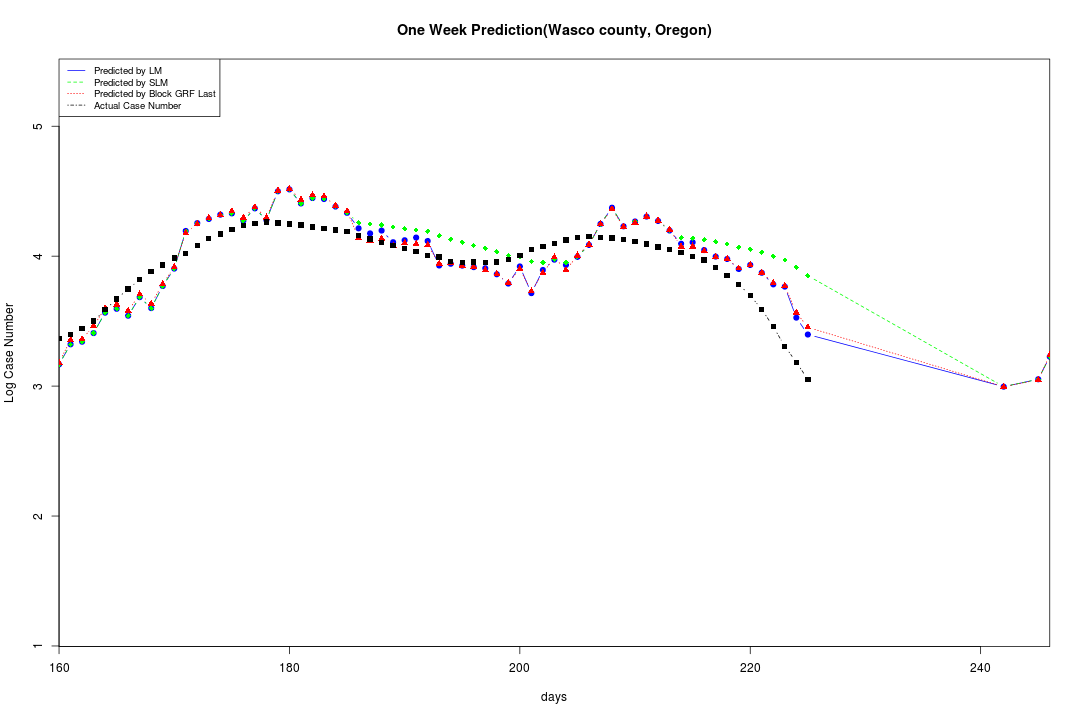 One Week Prediction(Wasco county, Oregon)
Predicted by LM
Predicted by SLM
Predicted by Block GRF Last
Actual Case Number
5
4
3
2
1
Log Case Number
160 180 200 220 240
days